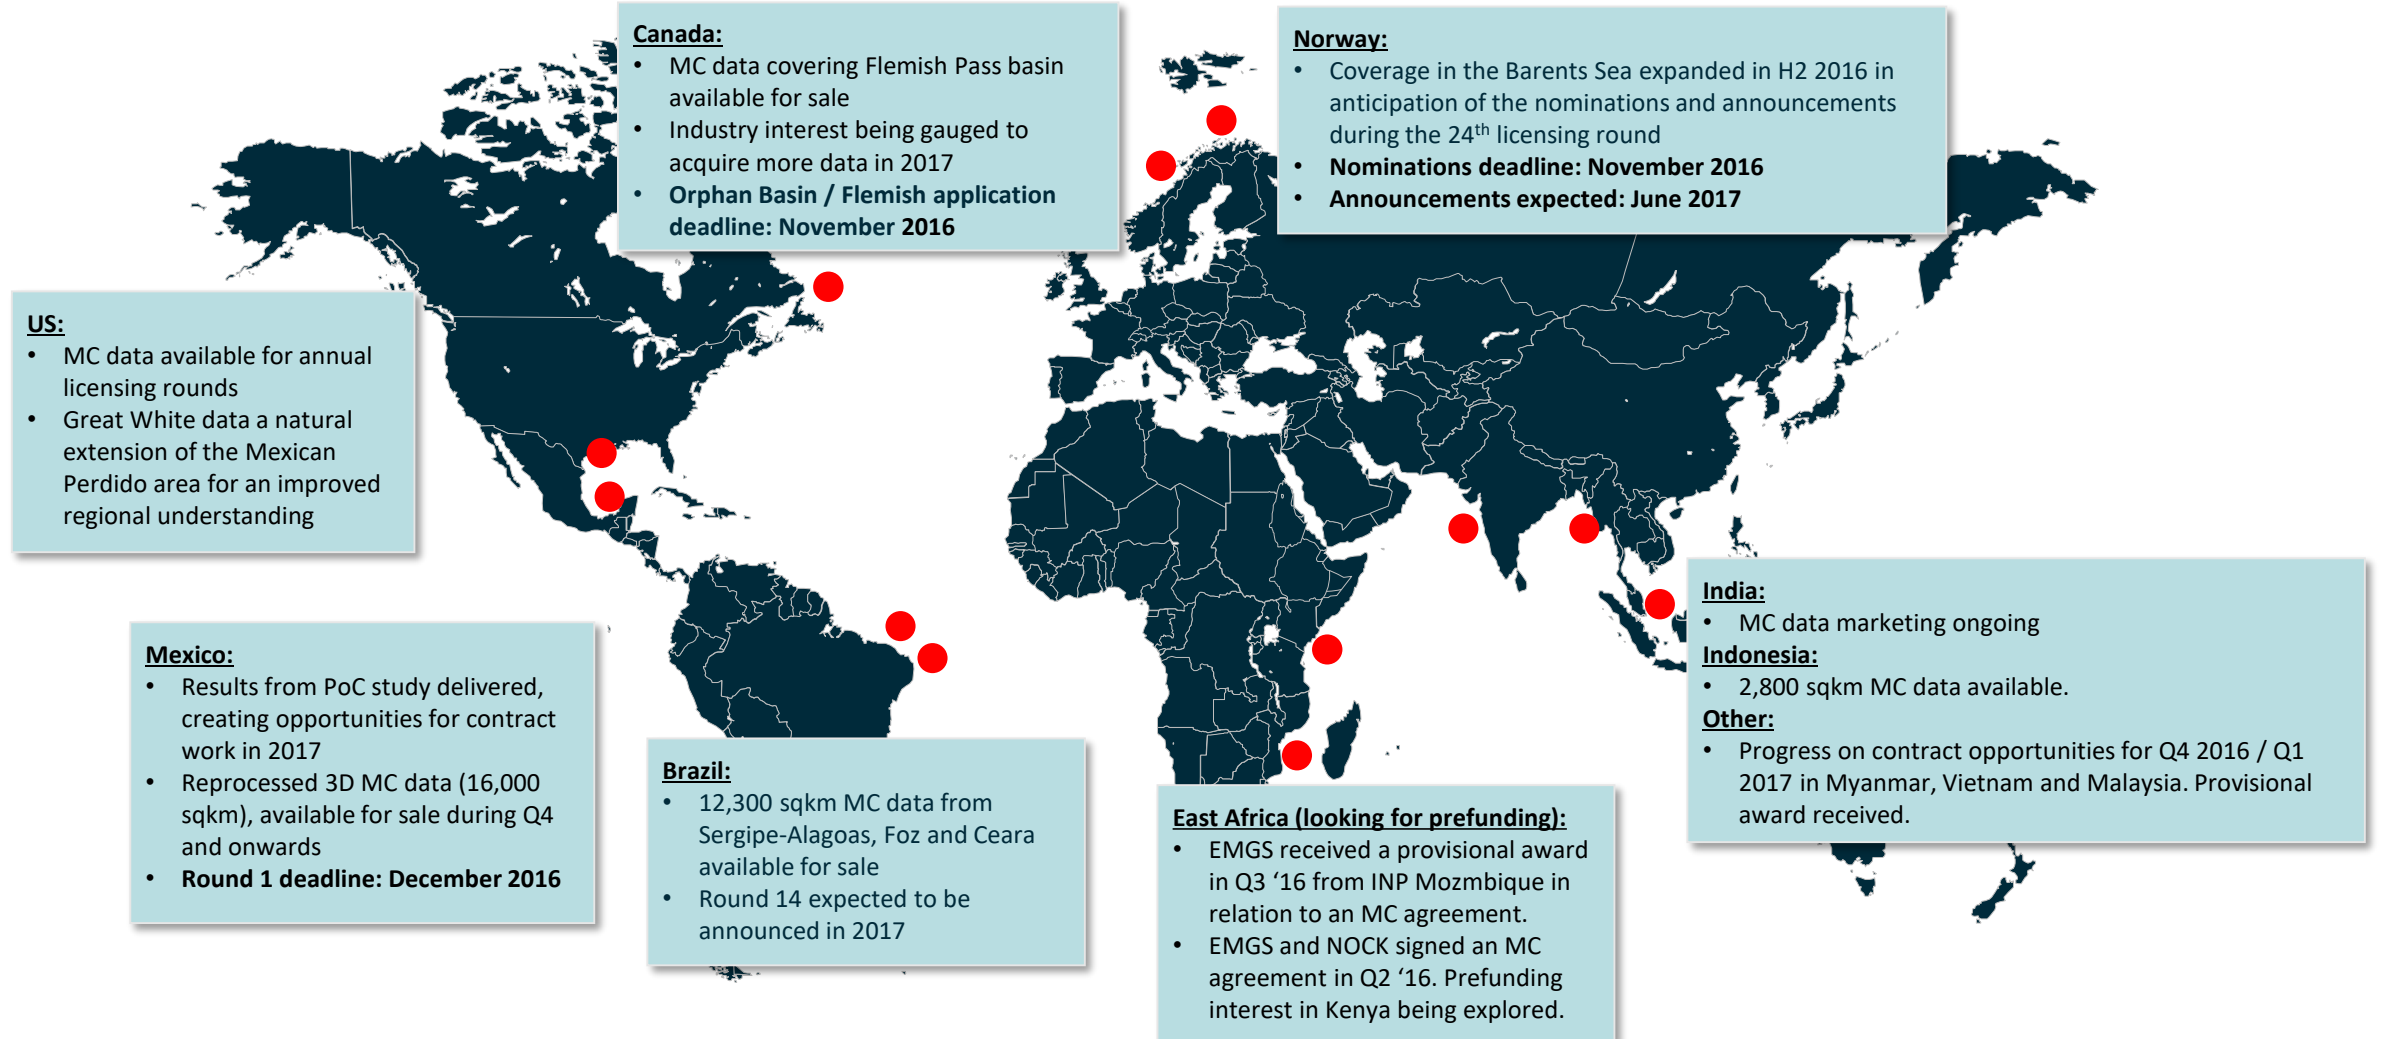 Canada:
• MC data covering Flemish Pass basin
available for sale
• Industry interest being gauged to
acquire more data in 2017
• Orphan Basin / Flemish application
deadline: November 2016
Norway:
• Coverage in the Barents Sea expanded in H2 2016 in
anticipation of the nominations and announcements
during the 24th licensing round
• Nominations deadline: November 2016
• Announcements expected: June 2017
US:
• MC data available for annual
licensing rounds
• Great White data a natural
extension of the Mexican
Perdido area for an improved
regional understanding
Mexico:
• Results from PoC study delivered,
creating opportunities for contract
work in 2017
• Reprocessed 3D MC data (16,000
sqkm), available for sale during Q4
and onwards
• Round 1 deadline: December 2016
Brazil:
• 12,300 sqkm MC data from
Sergipe-Alagoas, Foz and Ceara
available for sale
• Round 14 expected to be
announced in 2017
East Africa (looking for prefunding):
• EMGS received a provisional award
in Q3 ‘16 from INP Mozmbique in
relation to an MC agreement.
• EMGS and NOCK signed an MC
agreement in Q2 ‘16. Prefunding
interest in Kenya being explored.
India:
• MC data marketing ongoing
Indonesia:
• 2,800 sqkm MC data available.
Other:
• Progress on contract opportunities for Q4 2016 / Q1
2017 in Myanmar, Vietnam and Malaysia. Provisional
award received.